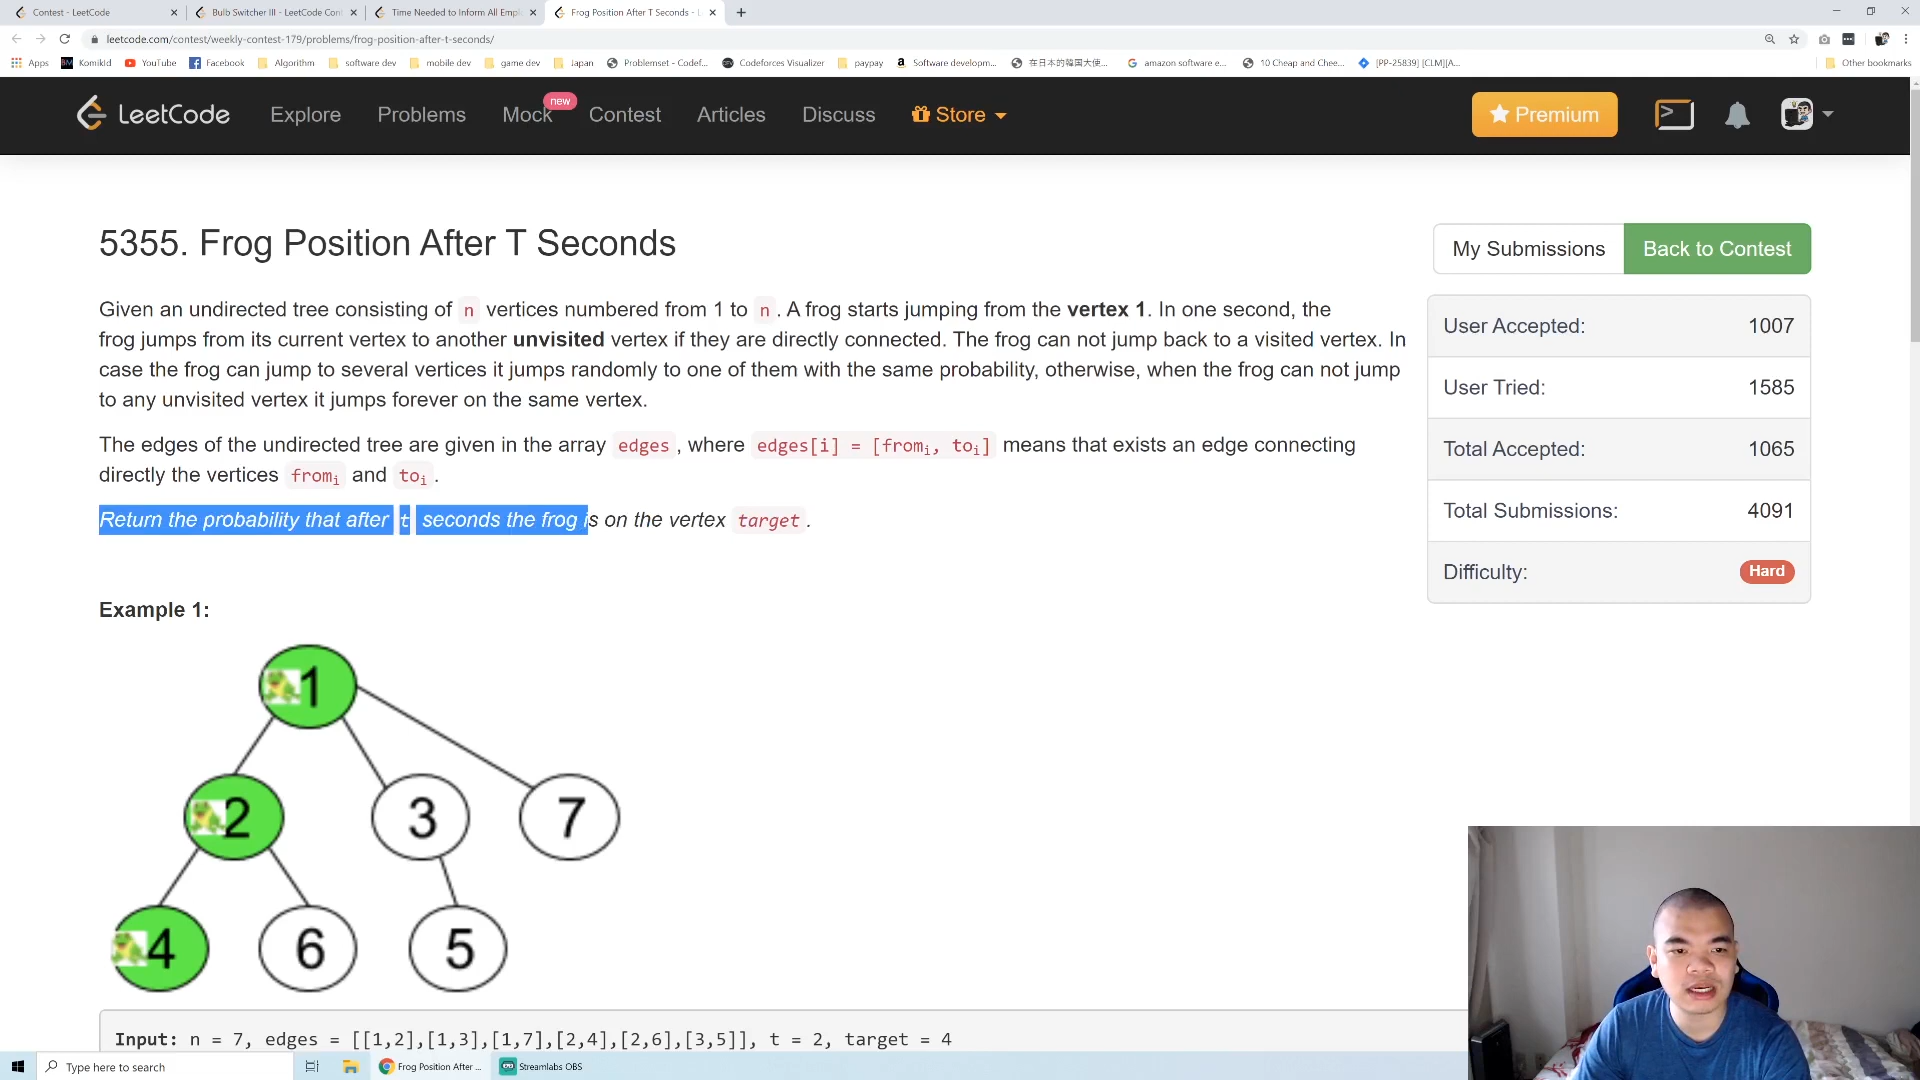 Contest - LeetCode
Bulb Switcher III - LeetCode Con
Time Needed to Inform All Empl
Frog Position After T Seconds - L
leetcode.com/contest/weekly-contest-179/problems/frog-position-after-t-seconds/
Apps
KomikId
YouTube
Facebook
Algorithm
software dev
mobile dev
game dev
Japan
Problemset - Codef...
Codeforces Visualizer
paypay
Software developm...
在日本的韓国大使...
amazon software e...
10 Cheap and Chee...
[PP-25839] [CLM][A...
Other bookmarks
LeetCode
Explore
Problems
Mock
new
Contest
Articles
Discuss
Store
Premium
5355. Frog Position After T Seconds
My Submissions
Back to Contest
Given an undirected tree consisting of n vertices numbered from 1 to n. A frog starts jumping from the vertex 1. In one second, the
frog jumps from its current vertex to another unvisited vertex if they are directly connected. The frog can not jump back to a visited vertex. In
case the frog can jump to several vertices it jumps randomly to one of them with the same probability, otherwise, when the frog can not jump
to any unvisited vertex it jumps forever on the same vertex.
The edges of the undirected tree are given in the array edges, where edges[i] = [fromi, toi] means that exists an edge connecting
directly the vertices fromi and toi.
Return the probability that after t seconds the frog is on the vertex target.
User Accepted: 1007
User Tried: 1585
Total Accepted: 1065
Total Submissions: 4091
Difficulty: Hard
Example 1:
1
2
3
7
4
6
5
Input: n = 7, edges = [[1,2],[1,3],[1,7],[2,4],[2,6],[3,5]], t = 2, target = 4
Type here to search
Frog Position After ...
Streamlabs OBS